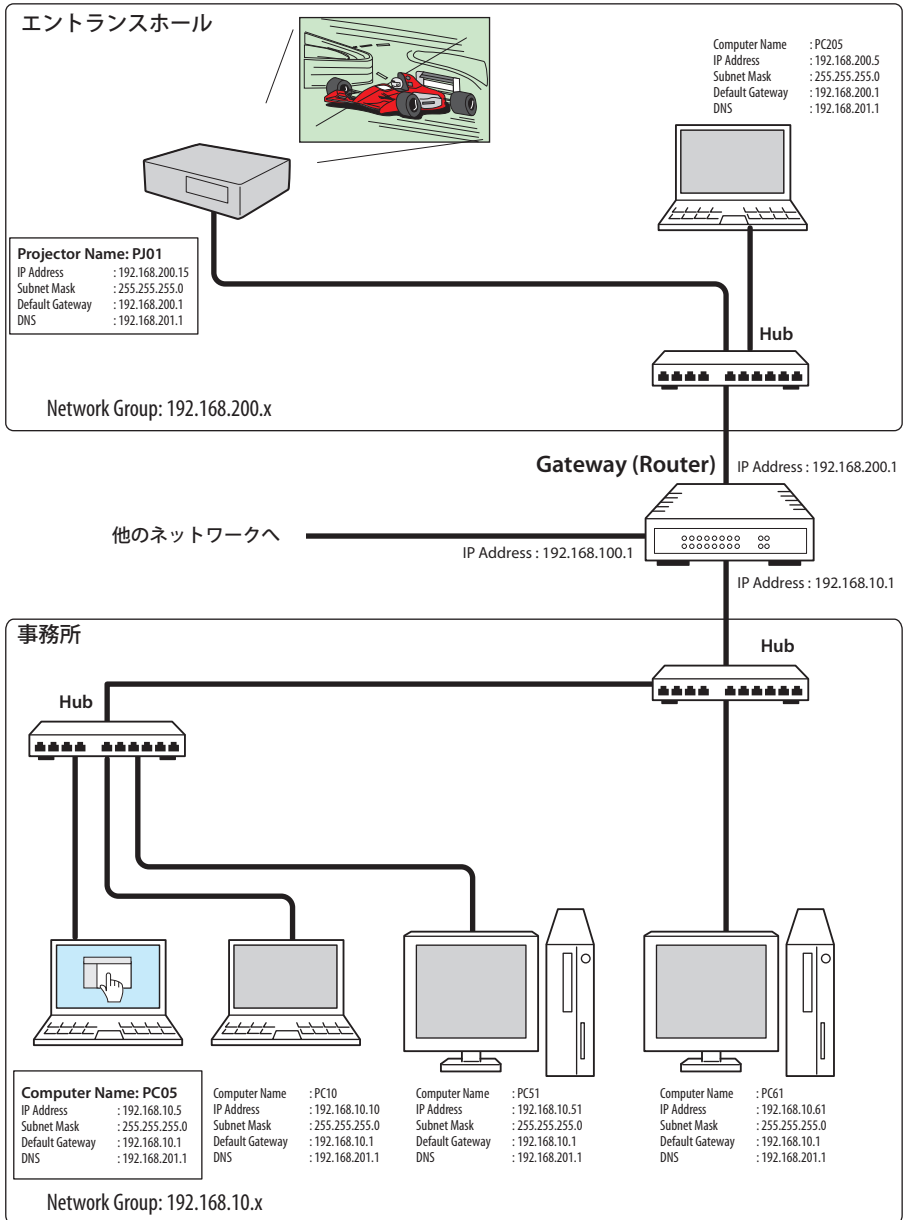 エントランスホール
Computer Name : PC205
IP Address : 192.168.200.5
Subnet Mask : 255.255.255.0
Default Gateway : 192.168.200.1
DNS : 192.168.201.1
Projector Name: PJ01
IP Address : 192.168.200.15
Subnet Mask : 255.255.255.0
Default Gateway : 192.168.200.1
DNS : 192.168.201.1
Hub
Network Group: 192.168.200.x
Gateway (Router)
IP Address : 192.168.200.1
他のネットワークへ
IP Address : 192.168.100.1
IP Address : 192.168.10.1
事務所
Hub
Hub
Computer Name: PC05
IP Address : 192.168.10.5
Subnet Mask : 255.255.255.0
Default Gateway : 192.168.10.1
DNS : 192.168.201.1
Computer Name : PC10
IP Address : 192.168.10.10
Subnet Mask : 255.255.255.0
Default Gateway : 192.168.10.1
DNS : 192.168.201.1
Computer Name : PC51
IP Address : 192.168.10.51
Subnet Mask : 255.255.255.0
Default Gateway : 192.168.10.1
DNS : 192.168.201.1
Computer Name : PC61
IP Address : 192.168.10.61
Subnet Mask : 255.255.255.0
Default Gateway : 192.168.10.1
DNS : 192.168.201.1
Network Group: 192.168.10.x